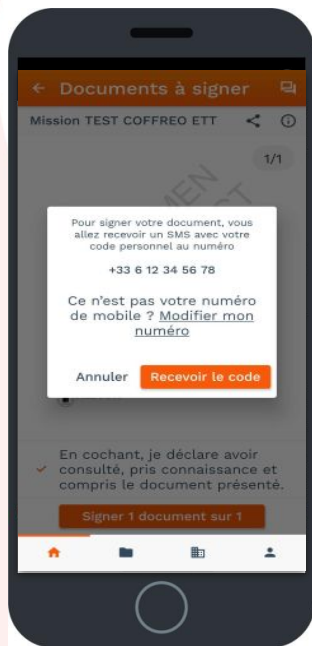 Documents à signer
Mission TEST COFFREO ETT
1/1
Pour signer votre document, vous
allez recevoir un SMS avec votre
code personnel au numéro
+33 6 12 34 56 78
Ce n'est pas votre numéro
de mobile ? Modifier mon
numéro
Annuler Recevoir le code
En cochant, je déclare avoir
consulté, pris connaissance et
compris le document présenté.
Signer 1 document sur 1